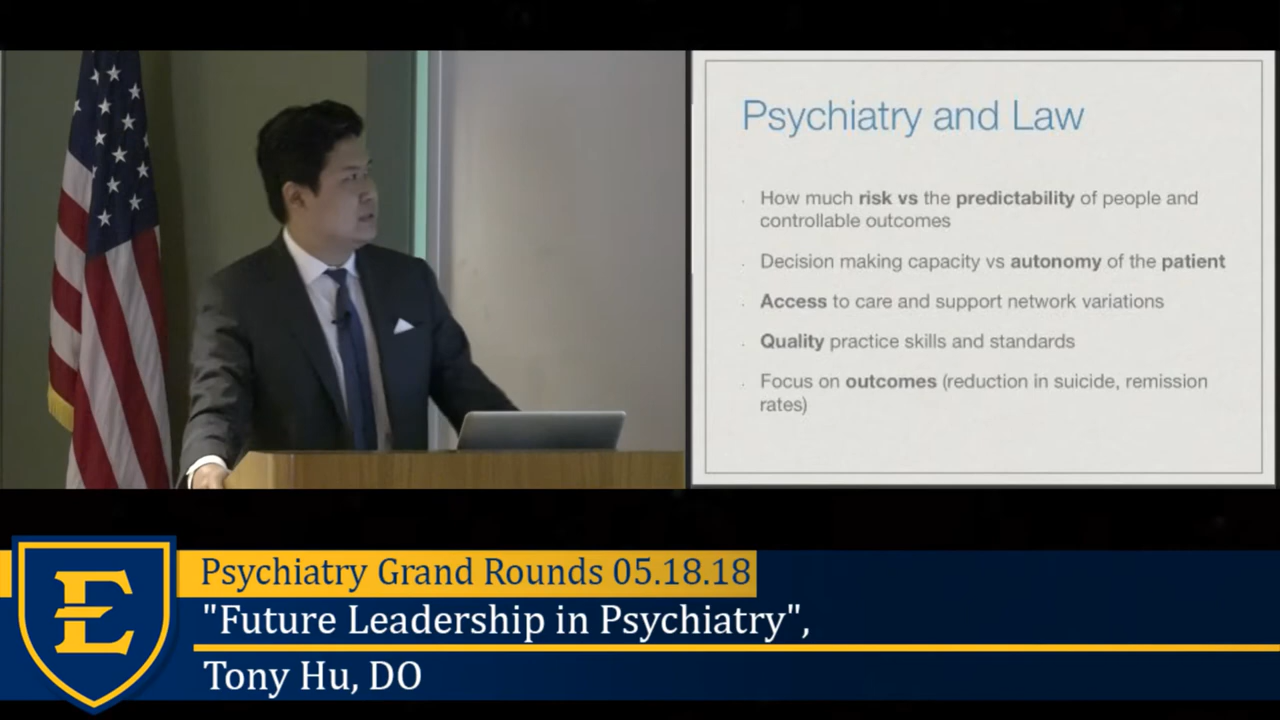 Psychiatry and Law
How much risk vs the predictability of people and
controllable outcomes
Decision making capacity vs autonomy of the patient
Access to care and support network variations
Quality practice skills and standards
Focus on outcomes (reduction in suicide, remission
rates)
E
Psychiatry Grand Rounds 05.18.18
"Future Leadership in Psychiatry",
Tony Hu, DO